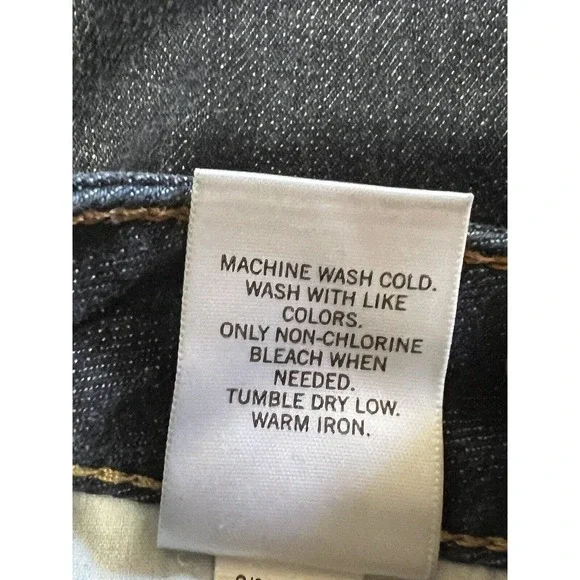 MACHINE WASH COLD.
WASH WITH LIKE
COLORS.
ONLY NON-CHLORINE
BLEACH WHEN
NEEDED.
TUMBLE DRY LOW.
WARM IRON.